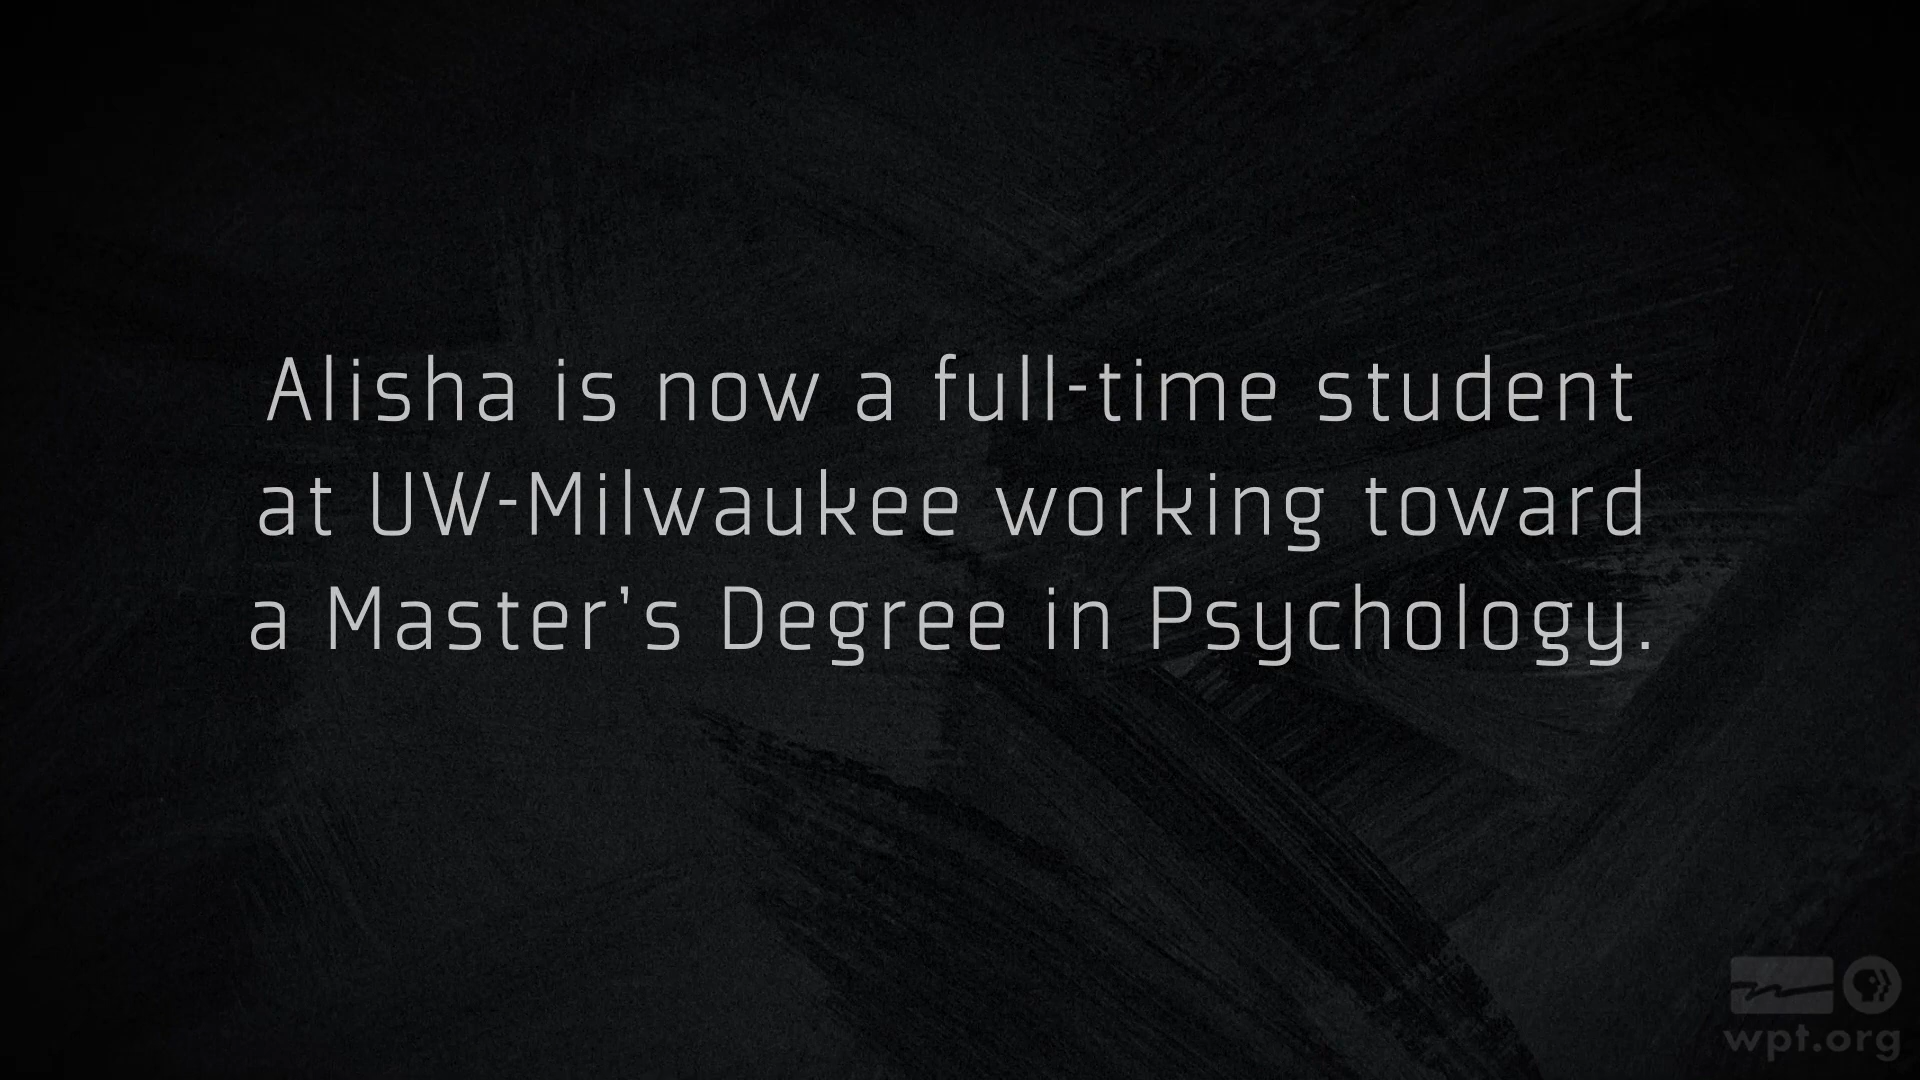 Alisha is now a full-time student
at UW-Milwaukee working toward
a Master's Degree in Psychology.
wpt.org